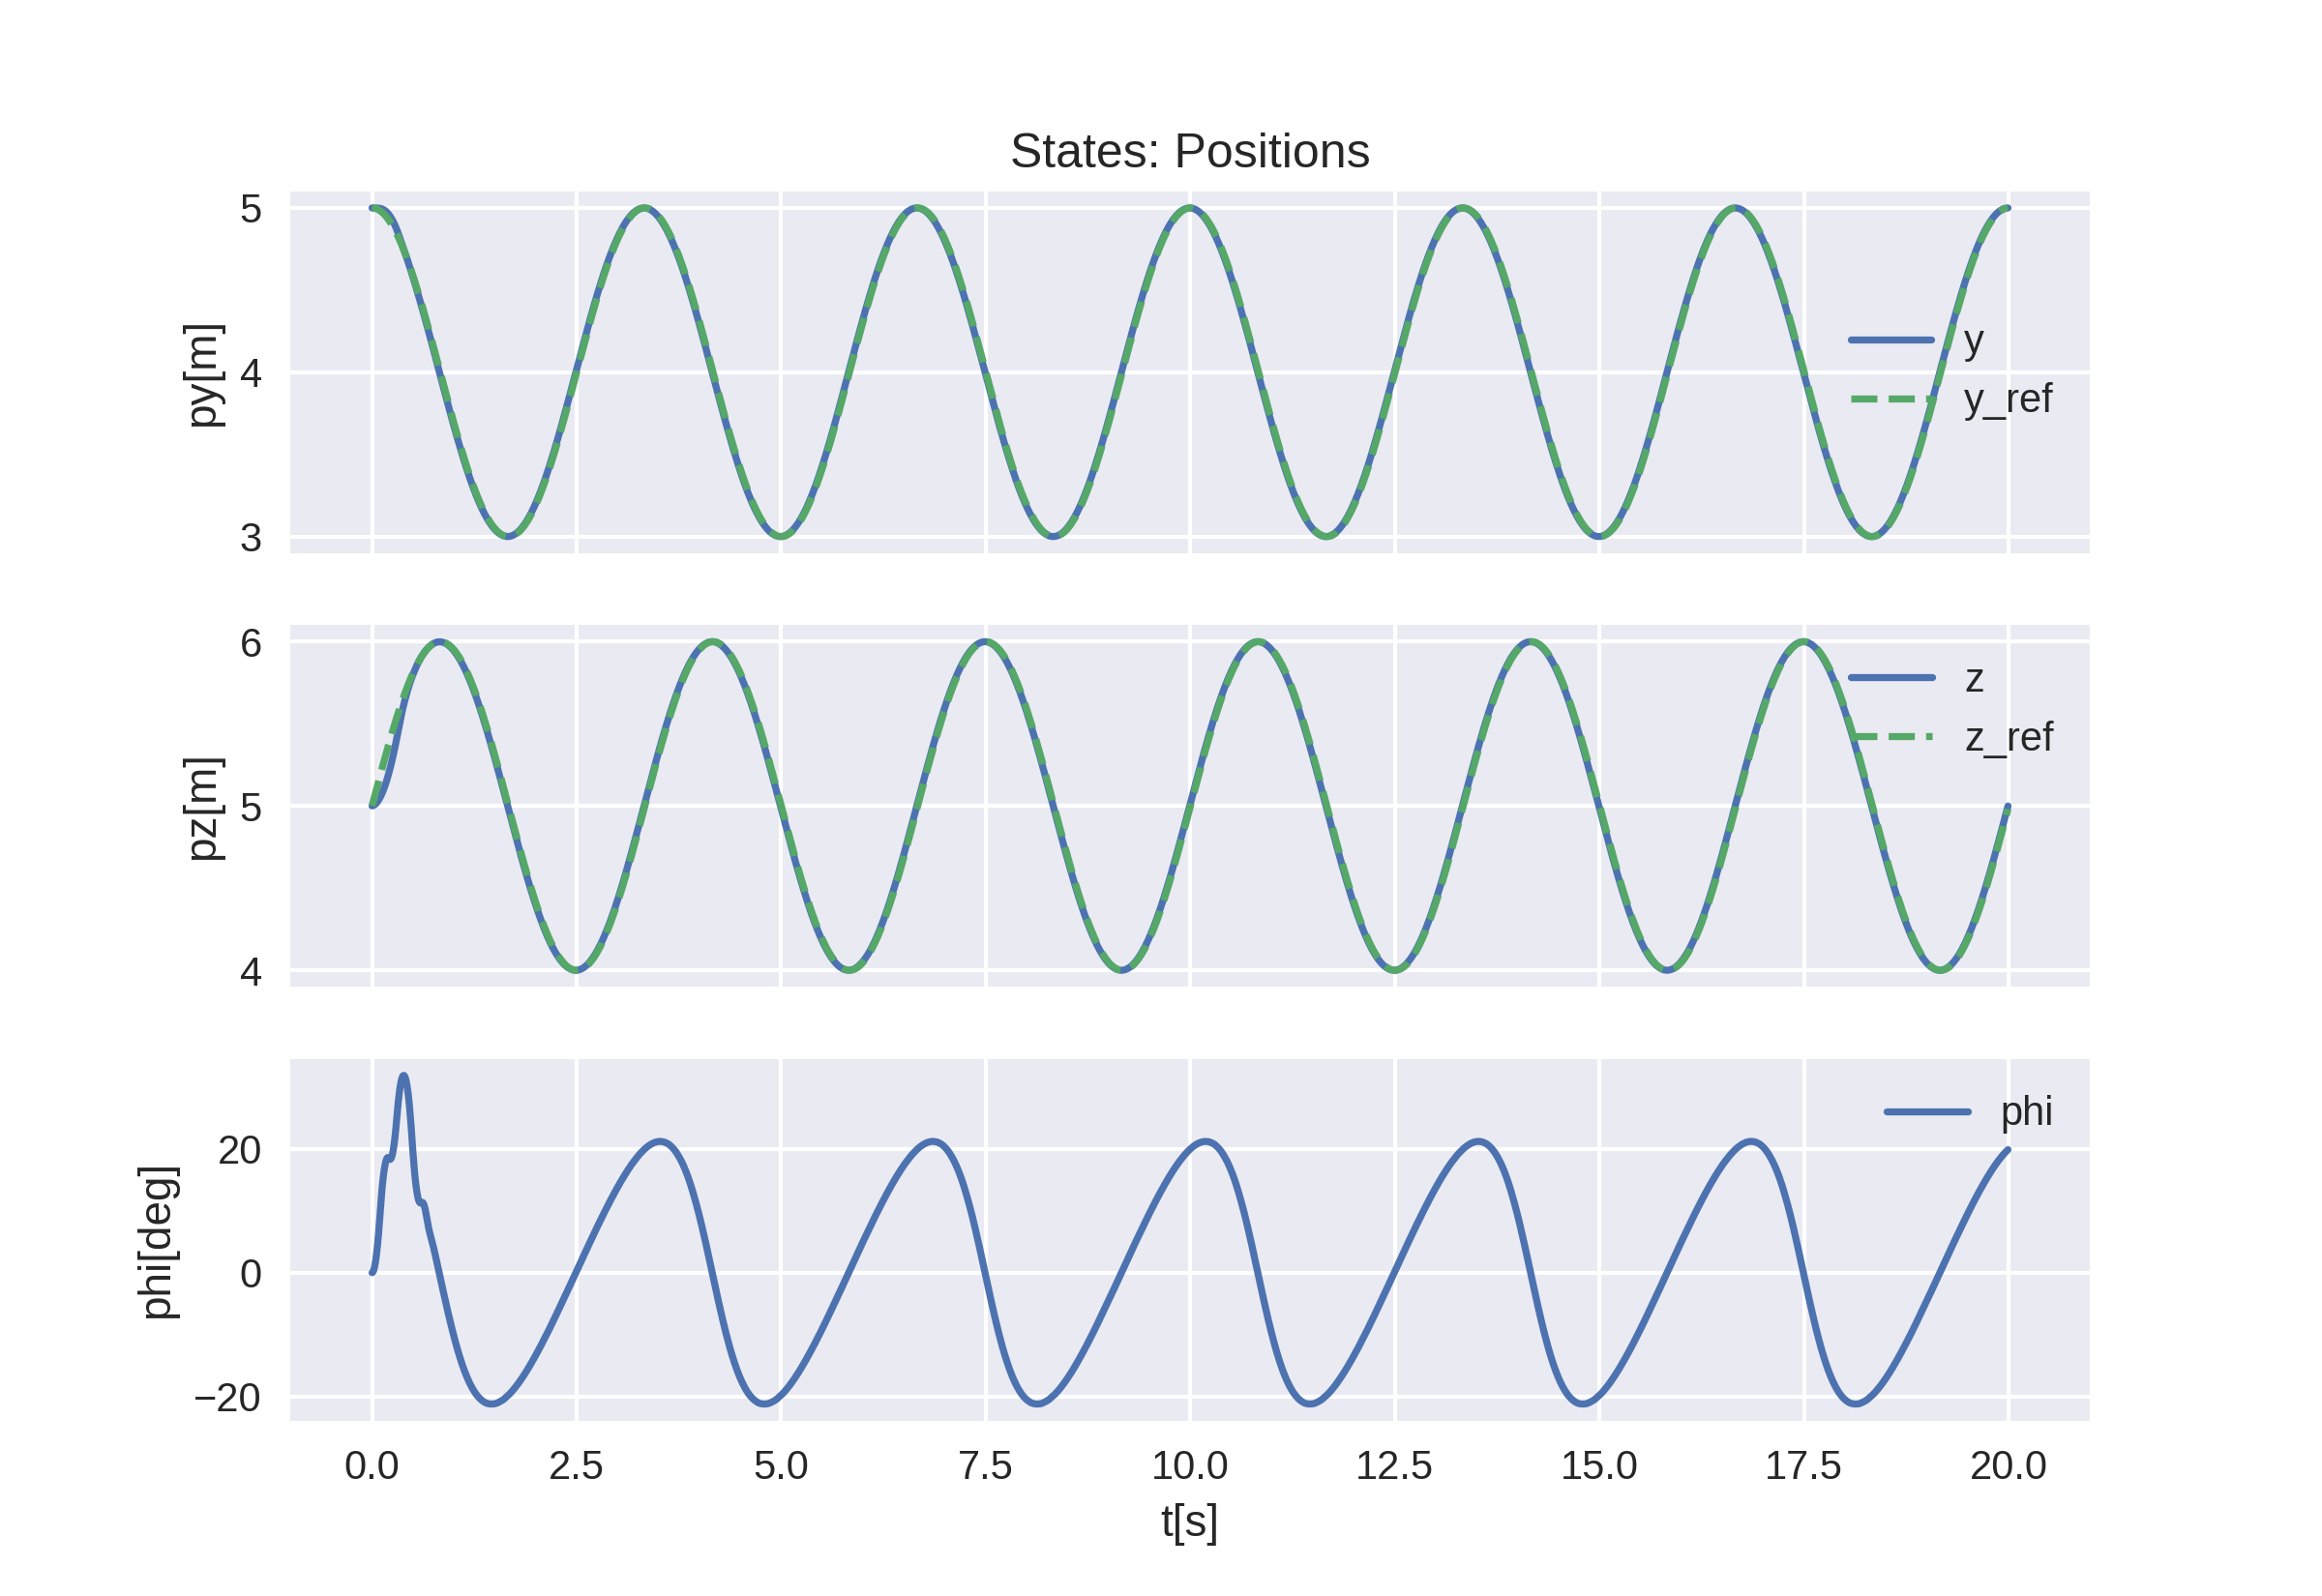 States: Positions
5
4
3
py[m]
y
y_ref
6
5
4
pz[m]
z
z_ref
20
0
−20
phi[deg]
phi
0.0 2.5 5.0 7.5 10.0 12.5 15.0 17.5 20.0
t[s]